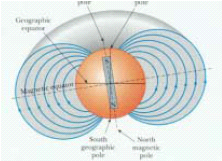 pole
pole
Geographic
equator
Magnetic equator
South
geographic
pole
North
magnetic
pole